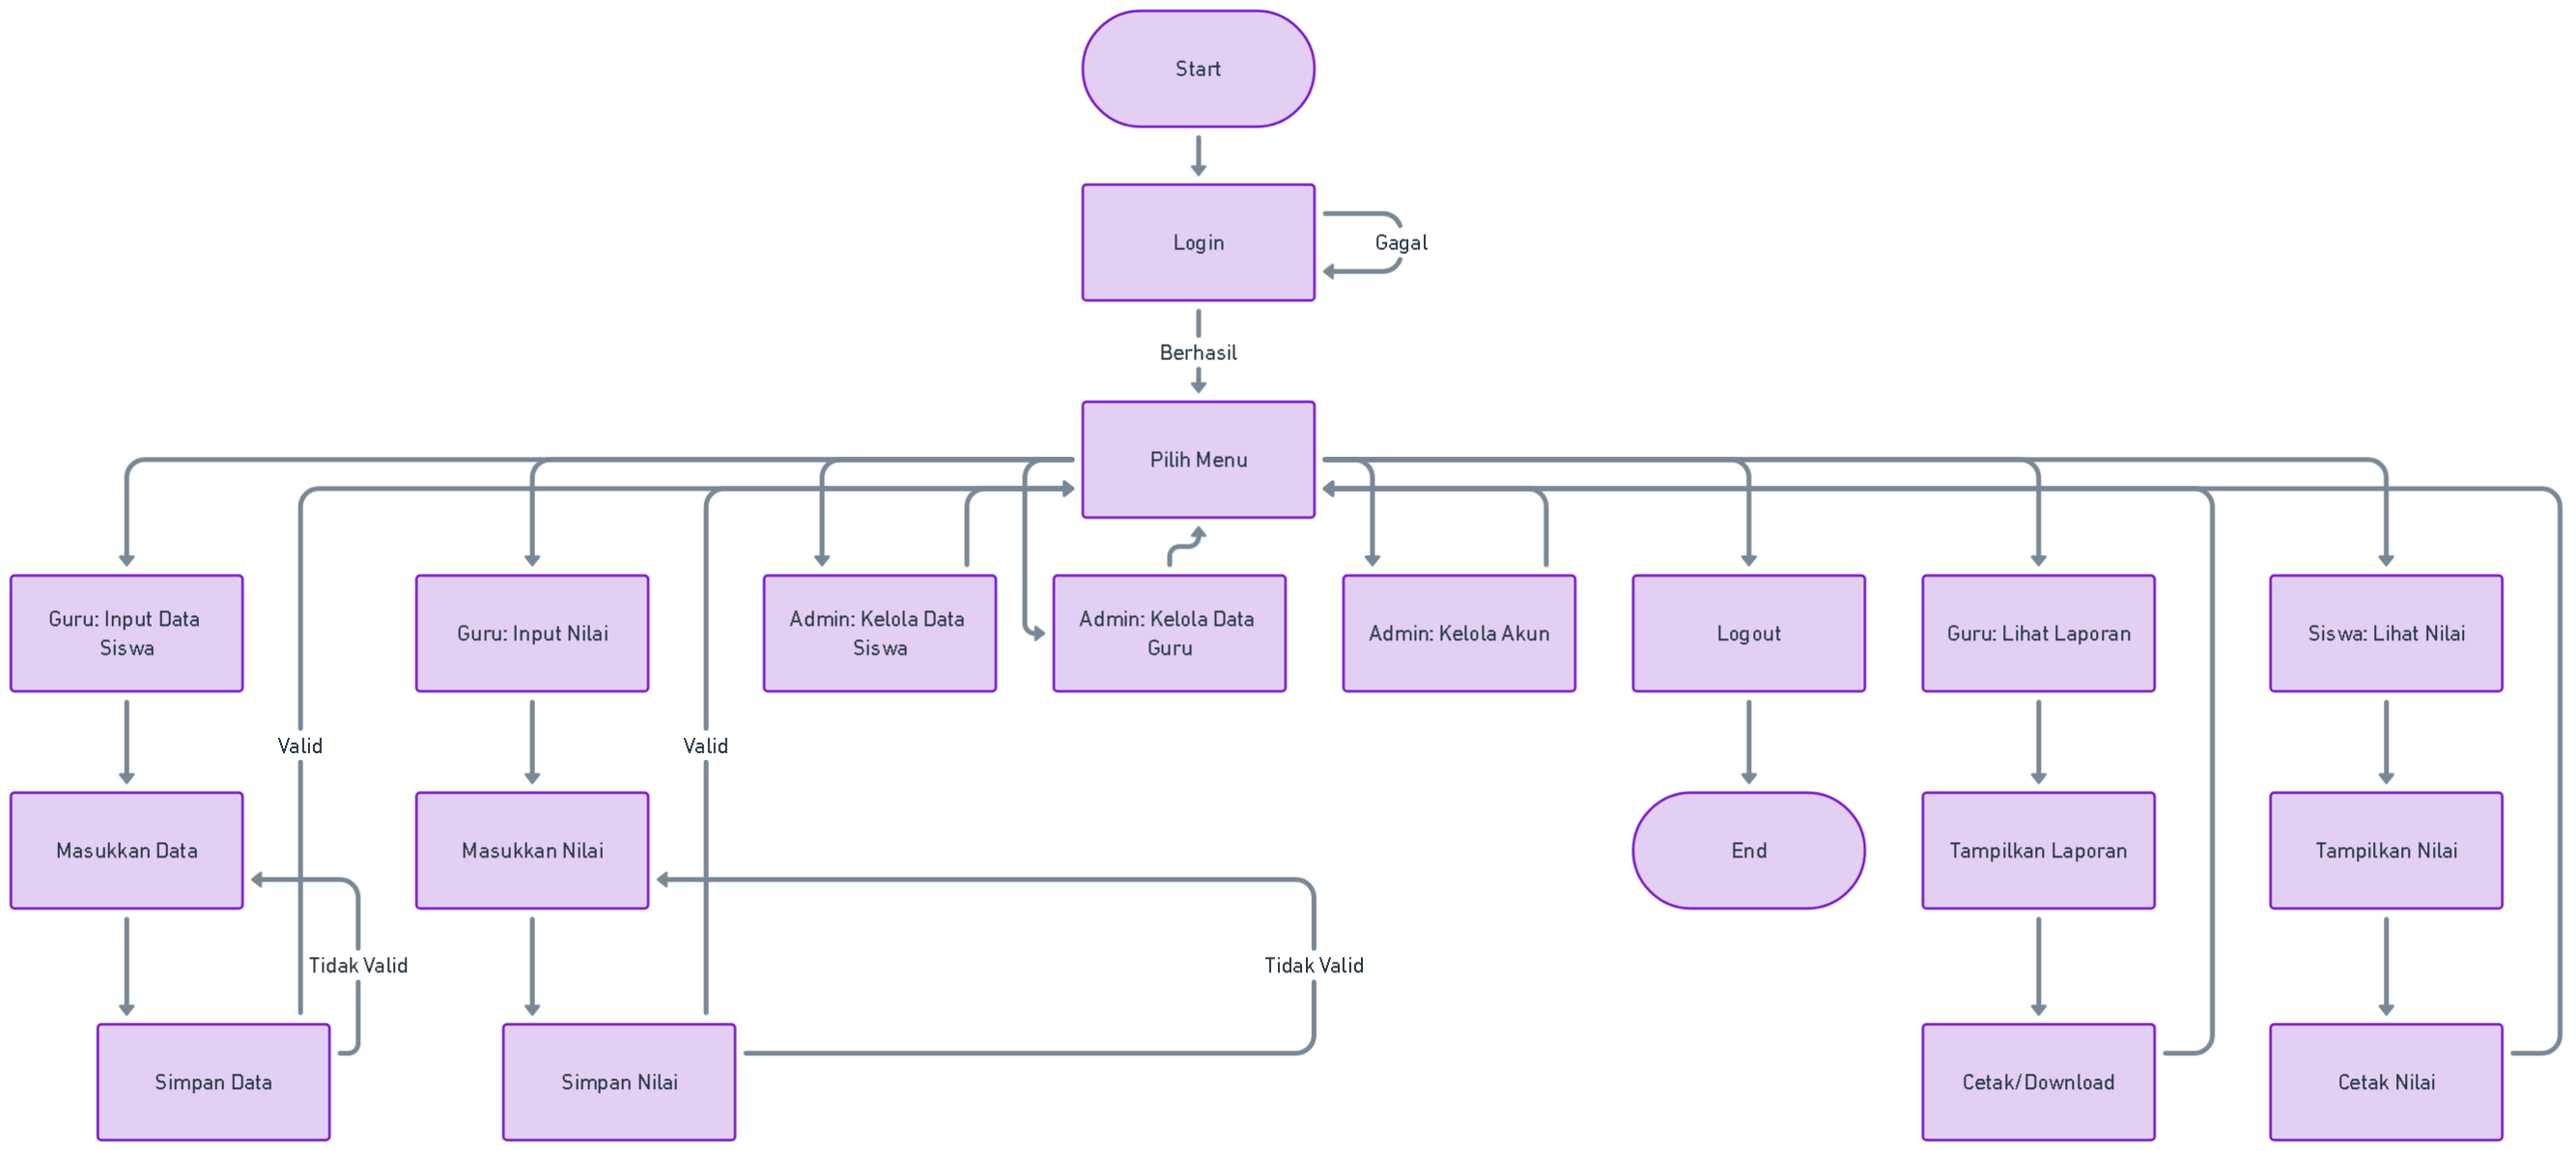 Start
Login
Gagal
Berhasil
Pilih Menu
Guru: Input Data
Siswa
Guru: Input Nilai
Admin: Kelola Data
Siswa
Admin: Kelola Data
Guru
Admin: Kelola Akun
Logout
Guru: Lihat Laporan
Siswa: Lihat Nilai
Valid
Valid
Masukkan Data
Masukkan Nilai
End
Tampilkan Laporan
Tampilkan Nilai
Tidak Valid
Tidak Valid
Simpan Data
Simpan Nilai
Cetak/Download
Cetak Nilai